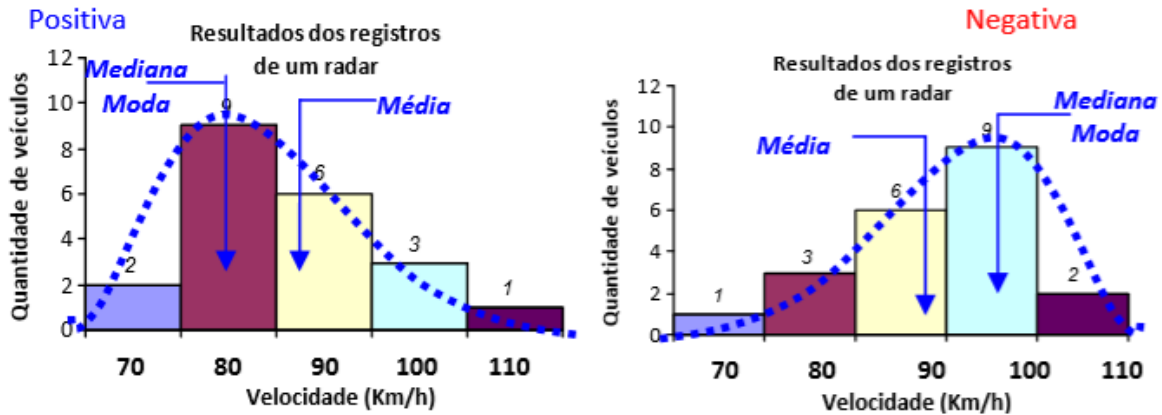 Positiva
Resultados dos registros
de um radar
Mediana
Moda
Média
Quantidade de veículos
12
10
8
6
4
2
0
2
9
6
3
1
70 80 90 100 110
Velocidade (Km/h)
Negativa
Resultados dos registros
de um radar
Média
Mediana
Moda
Quantidade de veículos
12
10
8
6
4
2
0
1
3
6
9
2
70 80 90 100 110
Velocidade (Km/h)